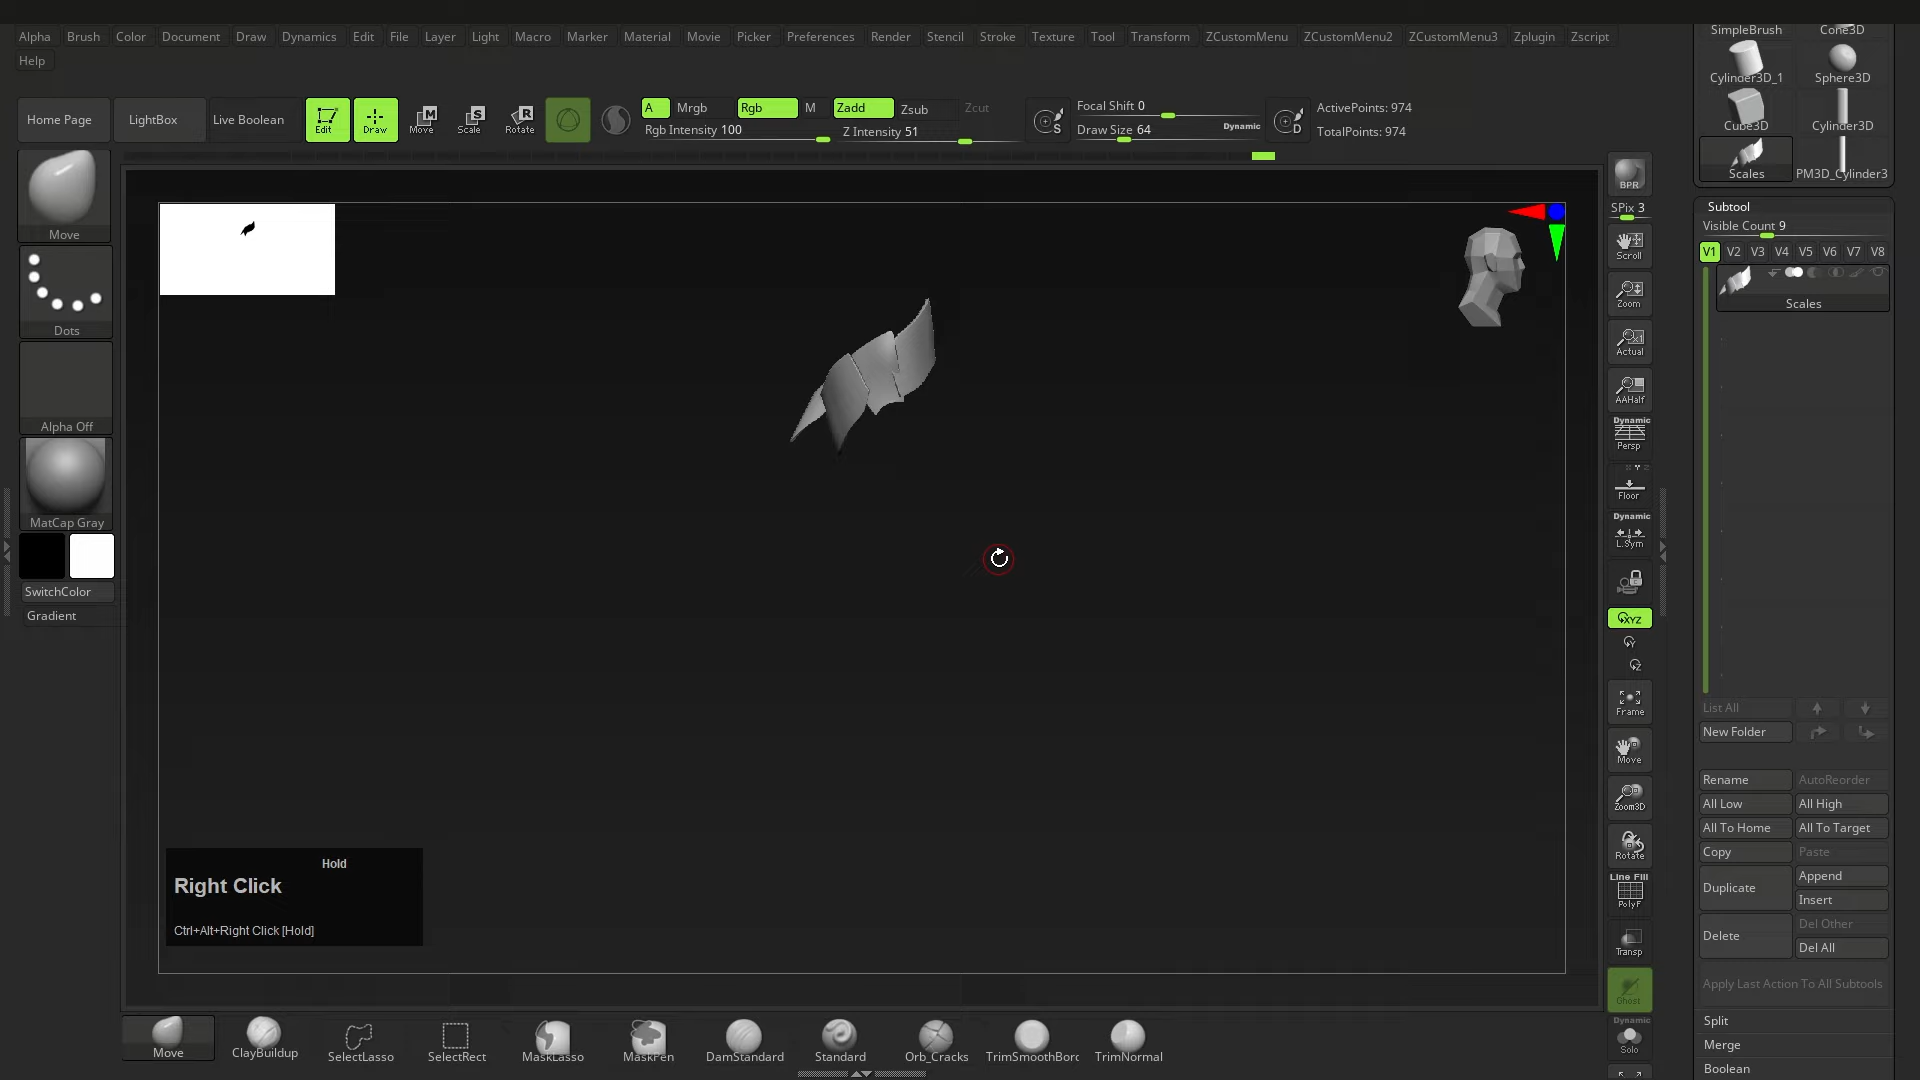 Alpha Brush Color Document Draw Dynamics Edit File Layer Light Macro Marker Material Movie Picker Preferences Render Stencil Stroke Texture Tool Transform ZCustomMenu ZCustomMenu2 ZCustomMenu3 Zplugin Zscript
Help
Home Page
LightBox
Live Boolean
Edit
Draw
Move
Scale
Rotate
A Mrgb Rgb M Zadd Zsub Zcut
Rgb Intensity 100
Z Intensity 51
S
Focal Shift 0
Draw Size 64
Dynamic
D
ActivePoints: 974
TotalPoints: 974
Move
Dots
Alpha Off
MatCap Gray
SwitchColor
Gradient
Hold
Right Click
Ctrl+Alt+Right Click [Hold]
BPR
SPix 3
Scroll
Zoom
Actual
AAHalf
Dynamic
Persp
Floor
Dynamic
L.Sym
XYZ
Y
Z
Frame
Move
Zoom3D
Rotate
Line Fill
PolyF
Transp
Ghost
Dynamic
Solo
SimpleBrush Cone3D
Cylinder3D_1 Sphere3D
Cube3D Cylinder3D
Scales PM3D_Cylinder3
Subtool
Visible Count 9
V1 V2 V3 V4 V5 V6 V7 V8
Scales
List All
New Folder
Rename AutoReorder
All Low All High
All To Home All To Target
Copy Paste
Duplicate
Append
Insert
Delete
Del Other
Del All
Apply Last Action To All Subtools
Split
Merge
Boolean
Move ClayBuildup SelectLasso SelectRect MaskLasso MaskPen DamStandard Standard Orb_Cracks TrimSmoothBorc TrimNormal